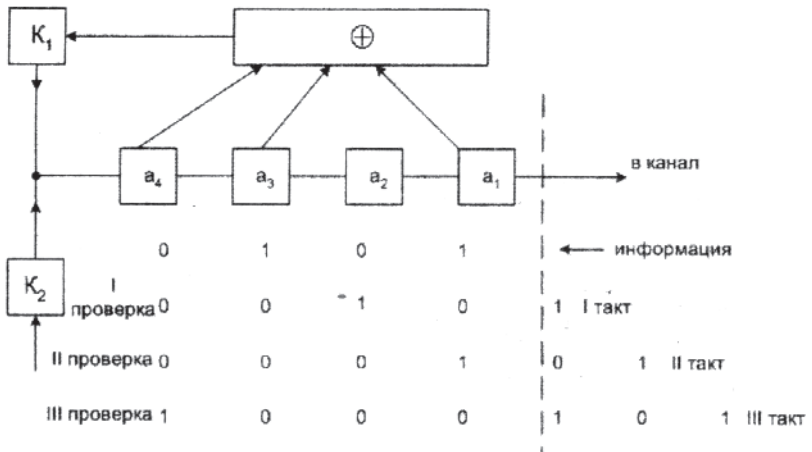 K₁ ⊕
a₄ a₃ a₂ a₁ в канал
0 1 0 1 информация
K₂
I
проверка 0 0 1 0 1 I такт
II проверка 0 0 0 1 0 1 II такт
III проверка 1 0 0 0 1 0 1 III такт